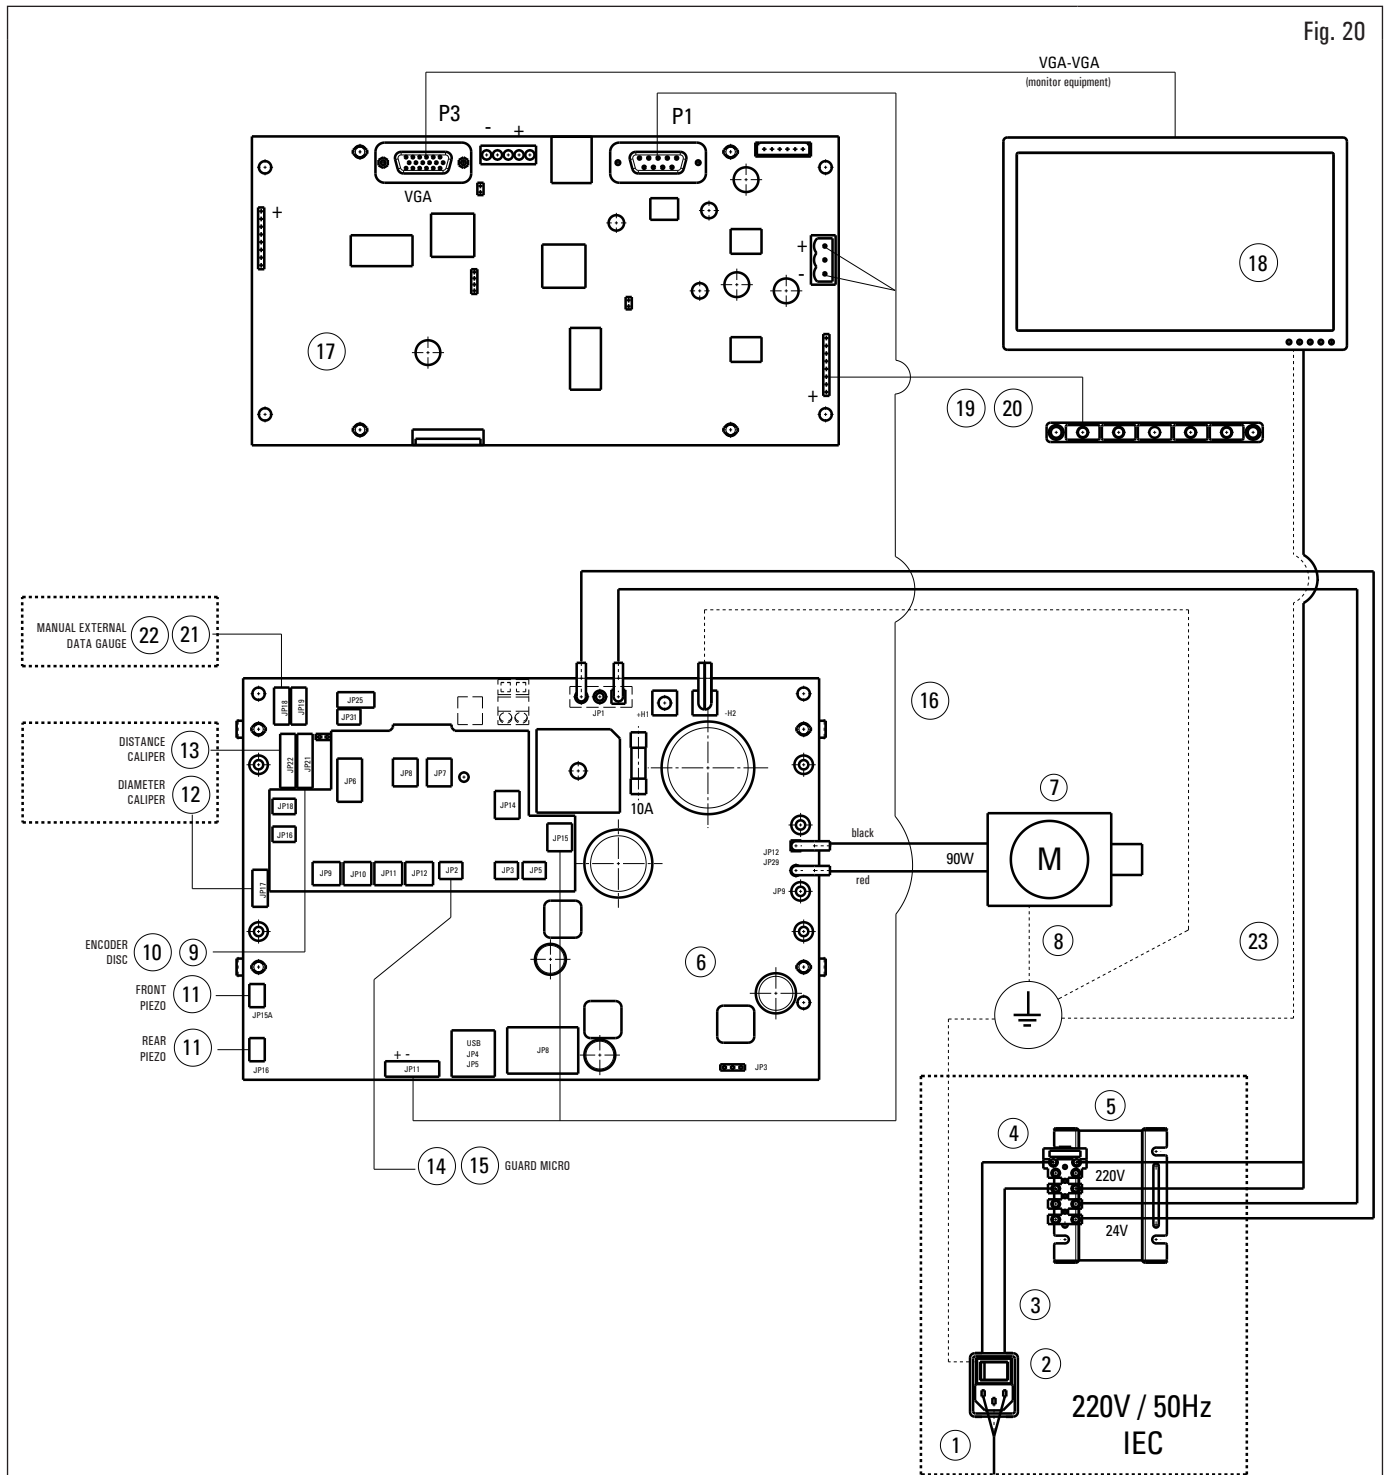 Fig. 20
VGA-VGA
(monitor equipment)
P3
- +
P1
VGA
+
+
-
18
17
+
19 20
MANUAL EXTERNAL
DATA GAUGE
22 21
16
JP18
JP19
JP25
JP31
JP1
+H1
-H2
DISTANCE
CALIPER
13
JP22
JP21
JP6
JP8
JP7
DIAMETER
CALIPER
12
JP18
JP14
10A
7
JP16
JP15
black
JP12
JP29
90W
M
red
JP9
JP10
JP11
JP12
JP2
JP3
JP5
JP17
JP9
ENCODER
DISC
10 9
6
8
23
FRONT
PIEZO
11
JP15A
REAR
PIEZO
11
JP16
+ -
JP11
USB
JP4
JP5
JP8
JP3
14 15 GUARD MICRO
5
4
220V
24V
3
2
220V / 50Hz
IEC
1